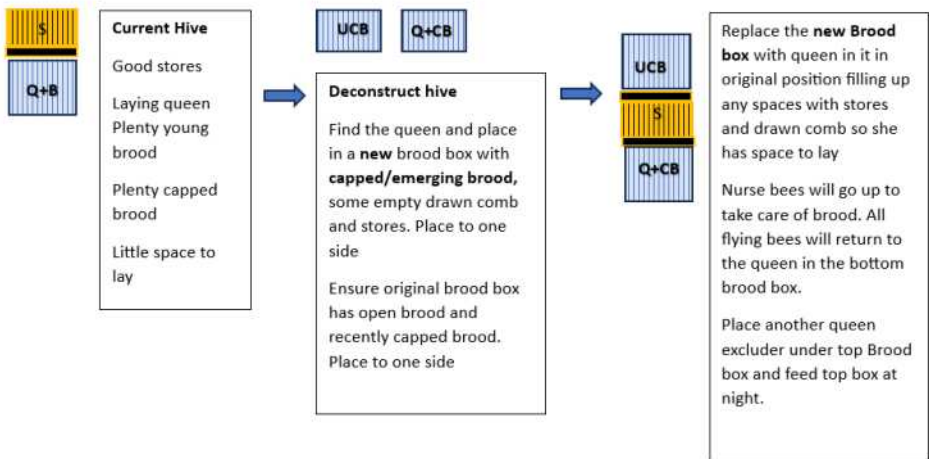 S
Q+B
Current Hive
Good stores
Laying queen
Plenty young
brood
Plenty capped
brood
Little space to
lay
UCB
Q+CB
Deconstruct hive
Find the queen and place
in a new brood box with
capped/emerging brood,
some empty drawn comb
and stores. Place to one
side
Ensure original brood box
has open brood and
recently capped brood.
Place to one side
UCB
S
Q+CB
Replace the new Brood
box with queen in it in
original position filling up
any spaces with stores
and drawn comb so she
has space to lay
Nurse bees will go up to
take care of brood. All
flying bees will return to
the queen in the bottom
brood box.
Place another queen
excluder under top Brood
box and feed top box at
night.